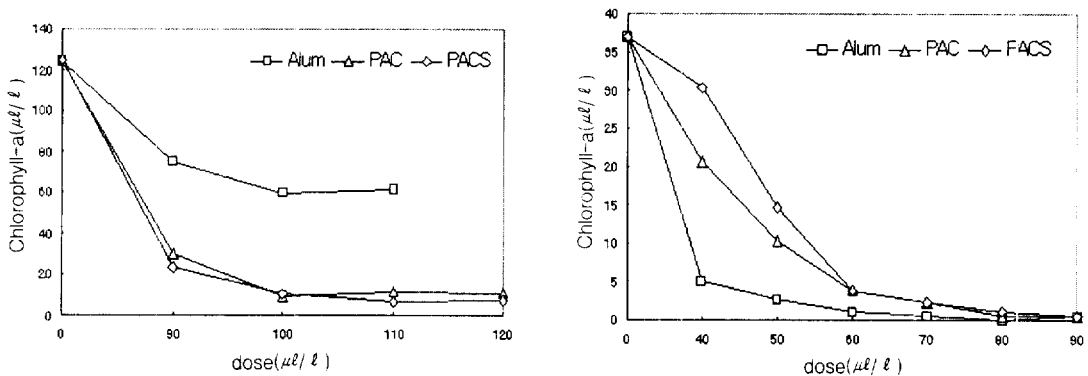 Chlorophyll-a(µℓ/ℓ)
140
120
100
80
60
40
20
0
Alum PAC PACS
0 90 100 110 120
dose(µℓ/ℓ)
Chlorophyll-a(µℓ/ℓ)
40
35
30
25
20
15
10
5
0
Alum PAC FACS
0 40 50 60 70 80 90
dose(µℓ/ℓ)